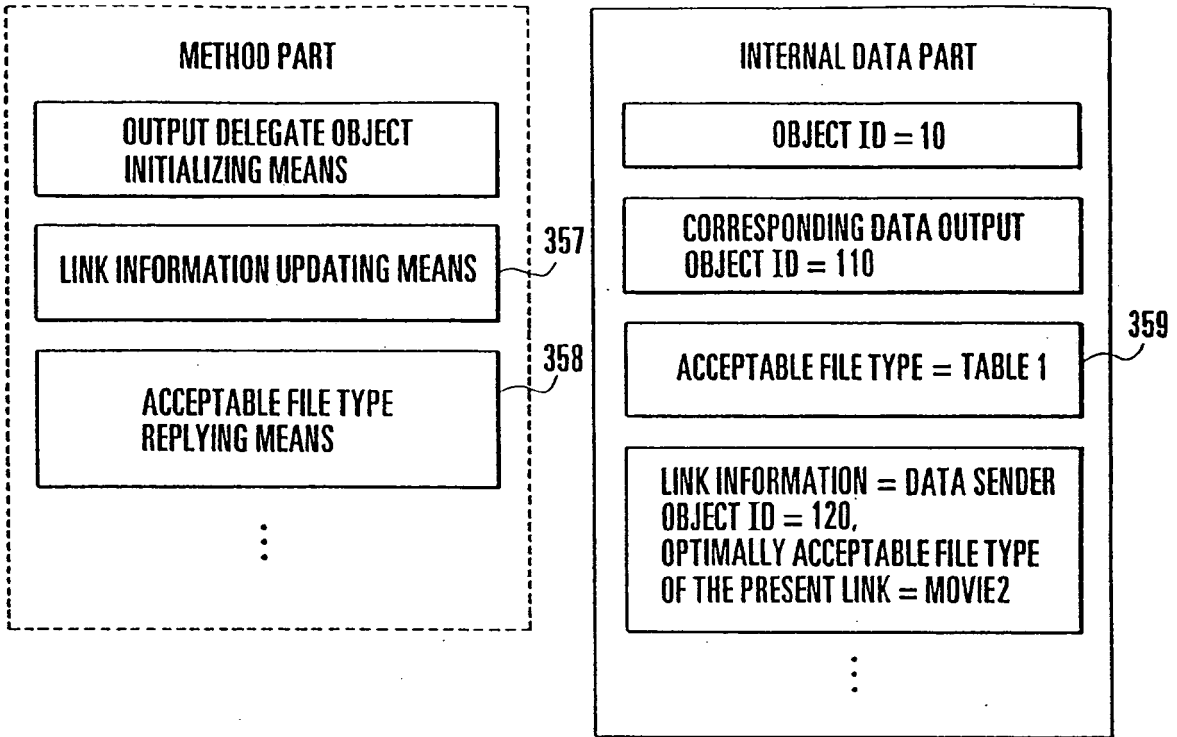 METHOD PART
OUTPUT DELEGATE OBJECT
INITIALIZING MEANS
LINK INFORMATION UPDATING MEANS
357
ACCEPTABLE FILE TYPE
REPLYING MEANS
358
INTERNAL DATA PART
OBJECT ID = 10
CORRESPONDING DATA OUTPUT
OBJECT ID = 110
ACCEPTABLE FILE TYPE = TABLE 1
359
LINK INFORMATION = DATA SENDER
OBJECT ID = 120,
OPTIMALLY ACCEPTABLE FILE TYPE
OF THE PRESENT LINK = MOVIE2